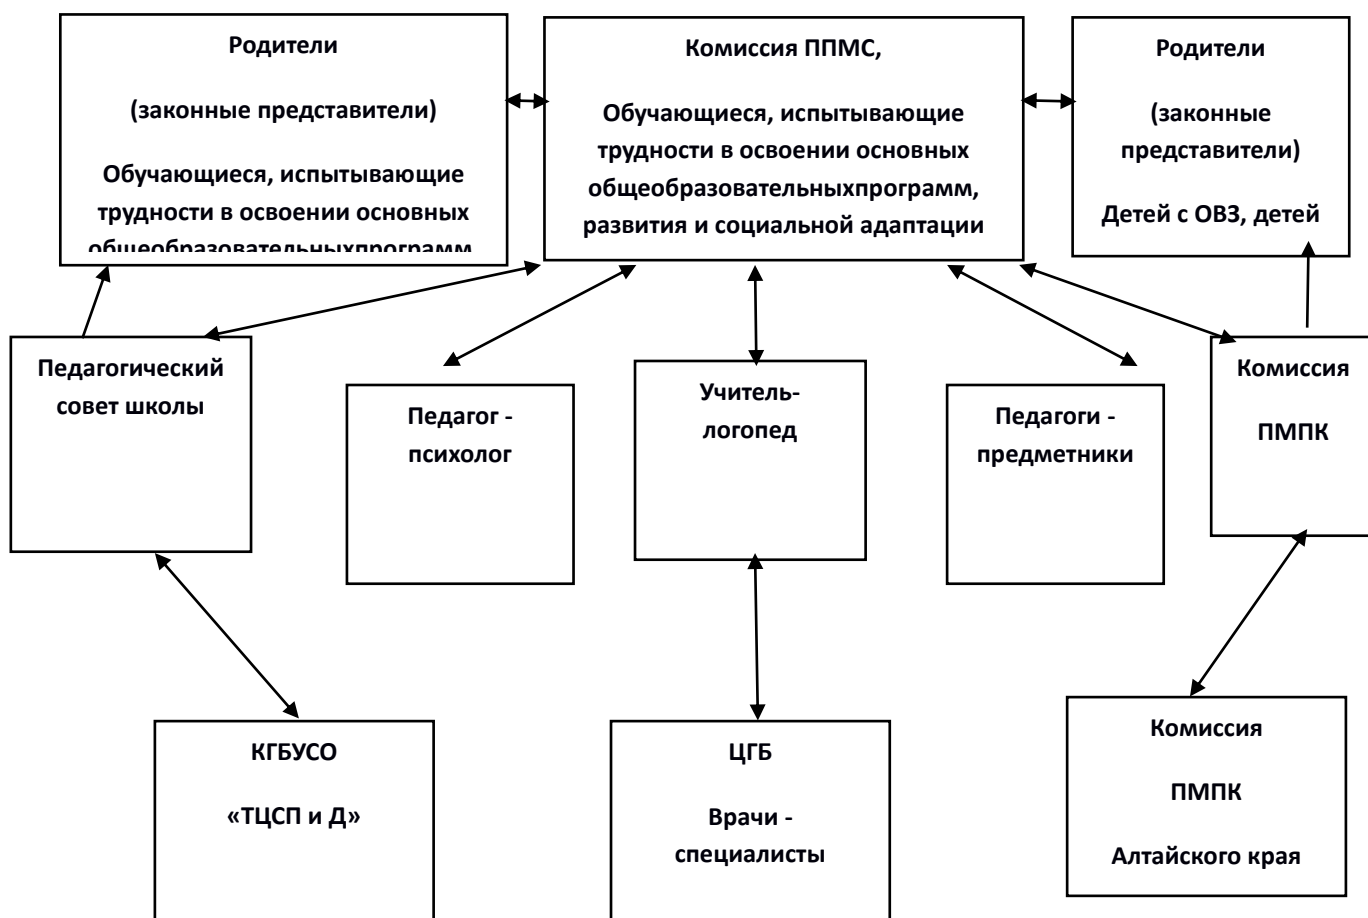 Родители
(законные представители)
Обучающиеся, испытывающие
трудности в освоении основных
общеобразовательныхпрограмм
Комиссия ППМС,
Обучающиеся, испытывающие
трудности в освоении основных
общеобразовательныхпрограмм,
развития и социальной адаптации
Родители
(законные
представители)
Детей с ОВЗ, детей
Педагогический
совет школы
Педагог -
психолог
Учитель-
логопед
Педагоги -
предметники
Комиссия
ПМПК
КГБУСО
«ТЦСП и Д»
ЦГБ
Врачи -
специалисты
Комиссия
ПМПК
Алтайского края